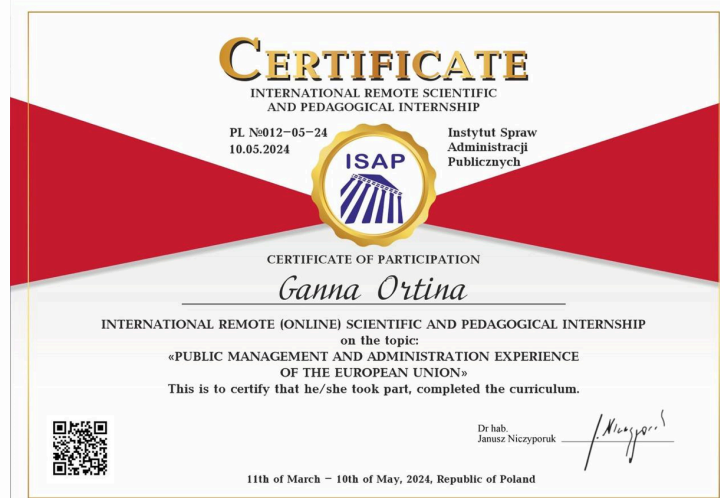 CERTIFICATE
INTERNATIONAL REMOTE SCIENTIFIC
AND PEDAGOGICAL INTERNSHIP
PL №012-05-24
10.05.2024
Instytut Spraw
Administracji
Publicznych
ISAP
CERTIFICATE OF PARTICIPATION
Ganna Ortina
INTERNATIONAL REMOTE (ONLINE) SCIENTIFIC AND PEDAGOGICAL INTERNSHIP
on the topic:
«PUBLIC MANAGEMENT AND ADMINISTRATION EXPERIENCE
OF THE EUROPEAN UNION»
This is to certify that he/she took part, completed the curriculum.
Dr hab.
Janusz Niczyporuk
11th of March – 10th of May, 2024, Republic of Poland